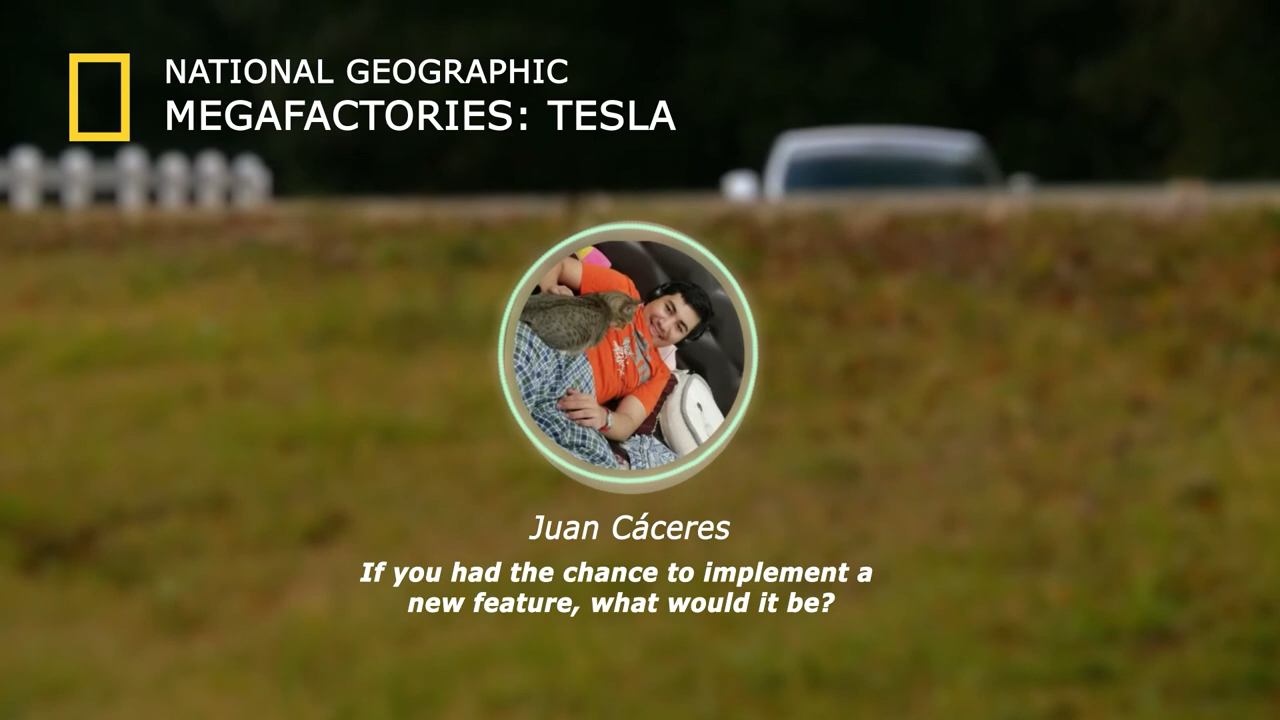 NATIONAL GEOGRAPHIC
MEGAFACTORIES: TESLA
Juan Cáceres
If you had the chance to implement a
new feature, what would it be?